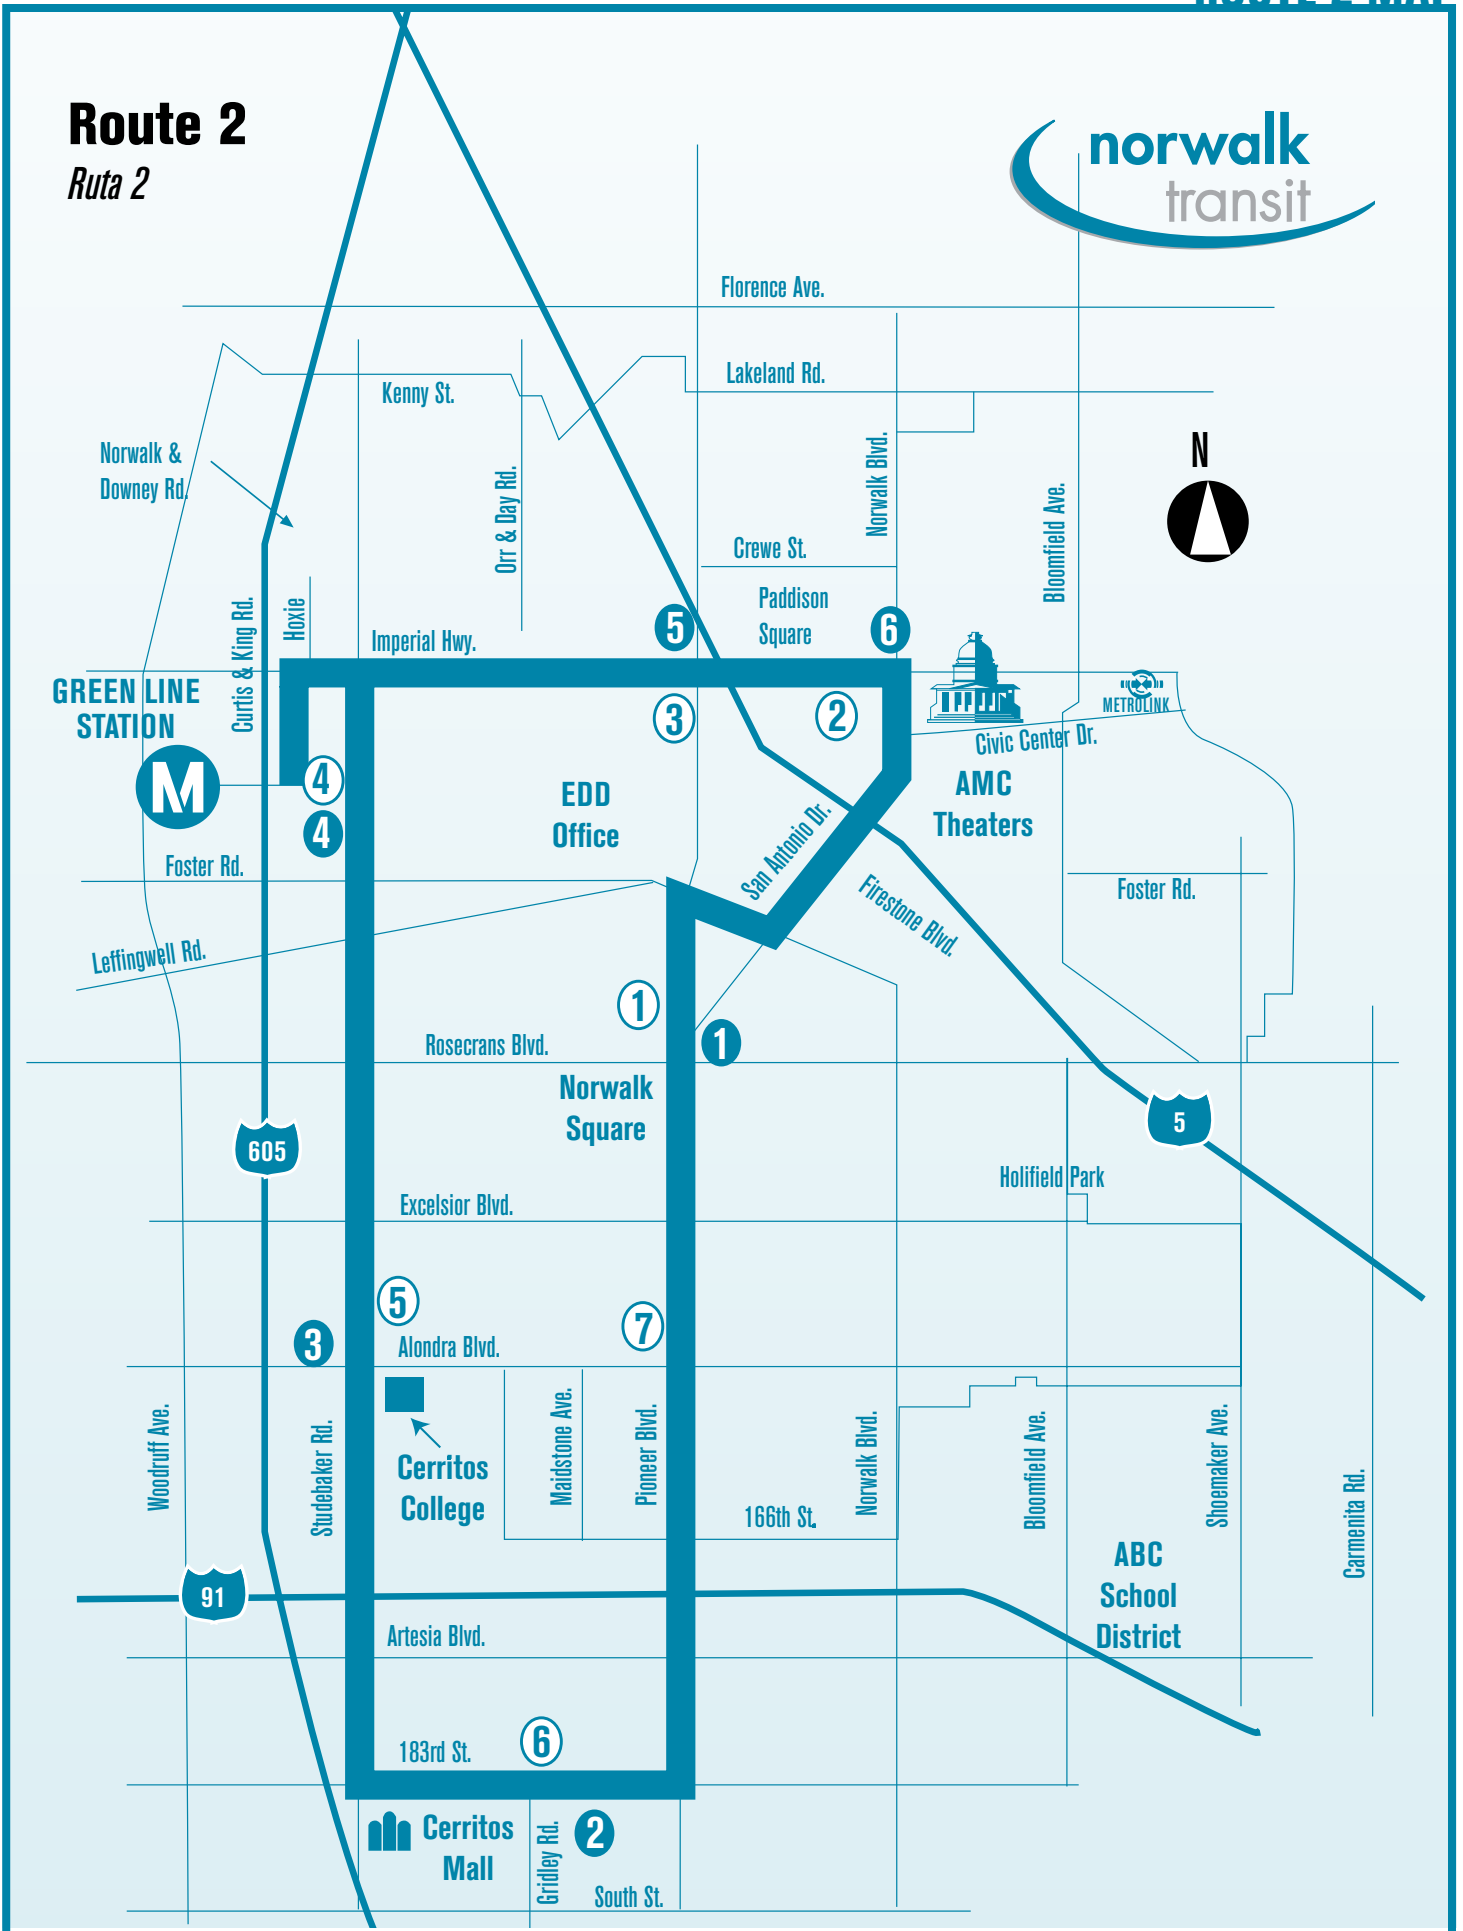 ROUTE 2 MAP
Route 2
Ruta 2
norwalk
transit
Florence Ave.
Lakeland Rd.
Kenny St.
Norwalk &
Downey Rd.
Orr & Day Rd.
Norwalk Blvd.
Bloomfield Ave.
N
Crewe St.
Paddison
Square
Curtis & King Rd.
Hoxie
Imperial Hwy.
5
6
GREEN LINE
STATION
M
3
2
METROLINK
Civic Center Dr.
4
4
EDD
Office
AMC
Theaters
San Antonio Dr.
Firestone Blvd.
Foster Rd.
Foster Rd.
Leffingwell Rd.
1
1
Rosecrans Blvd.
Norwalk
Square
605
5
Holifield Park
Excelsior Blvd.
5
7
3
Alondra Blvd.
Woodruff Ave.
Studebaker Rd.
Cerritos
College
Maidstone Ave.
Pioneer Blvd.
Norwalk Blvd.
Bloomfield Ave.
Shoemaker Ave.
Carmenita Rd.
166th St.
ABC
School
District
91
Artesia Blvd.
183rd St.
6
Cerritos
Mall
Gridley Rd.
2
South St.